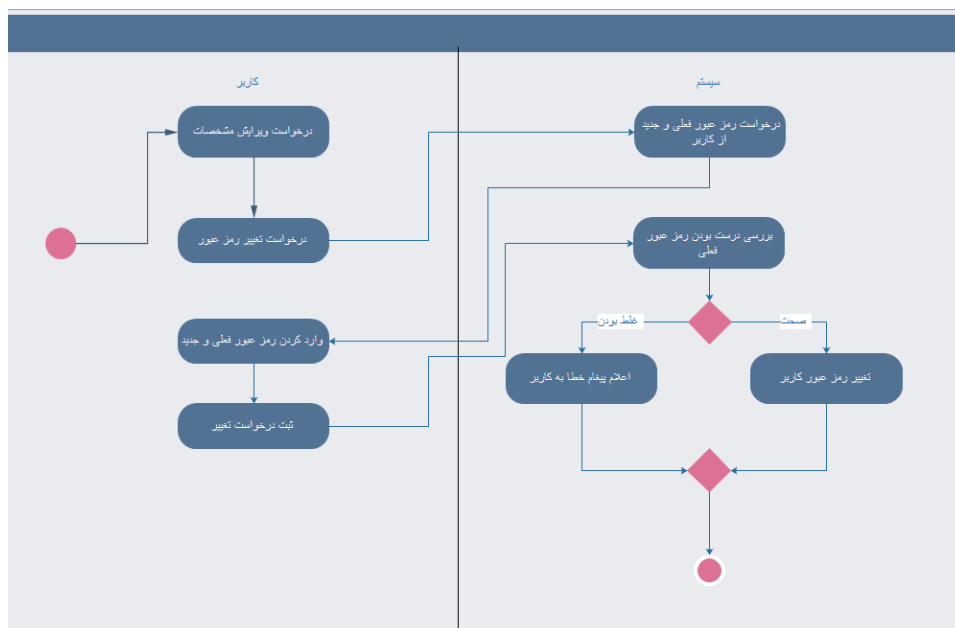 کاربر
سیستم
درخواست ویرایش مشخصات
درخواست رمز عبور فعلی و جدید
از کاربر
درخواست تغییر رمز عبور
بررسی درست بودن رمز عبور
فعلی
وارد کردن رمز عبور فعلی و جدید
ثبت درخواست تغییر
صحت
غلط بودن
تغییر رمز عبور کاربر
اعلام پیغام خطا به کاربر